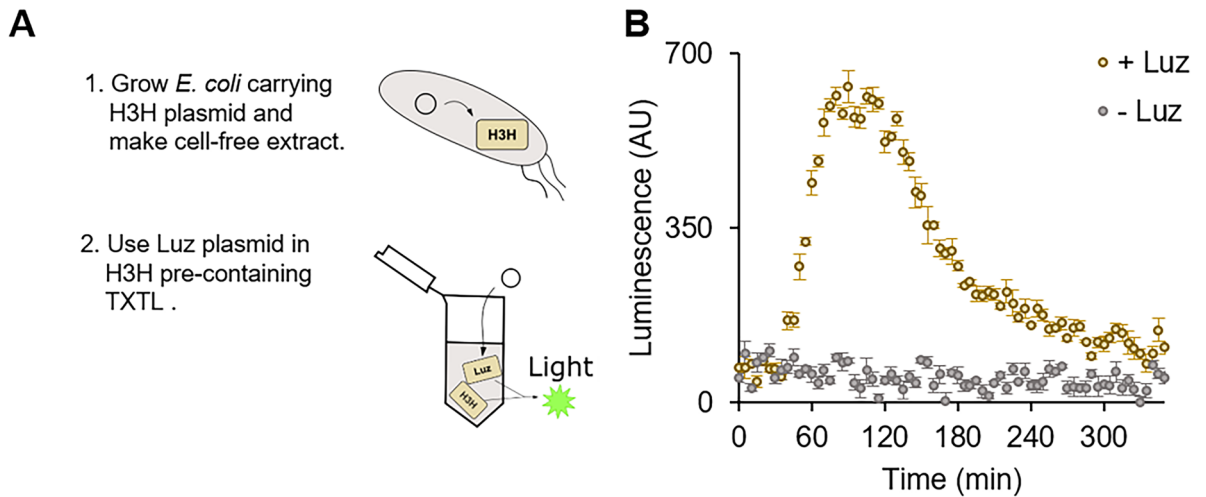 A
1. Grow E. coli carrying
H3H plasmid and
make cell-free extract.
H3H
2. Use Luz plasmid in
H3H pre-containing
TXTL .
Luz
H3H
Light
B
700
350
0
Luminescence (AU)
+ Luz
- Luz
0 60 120 180 240 300
Time (min)